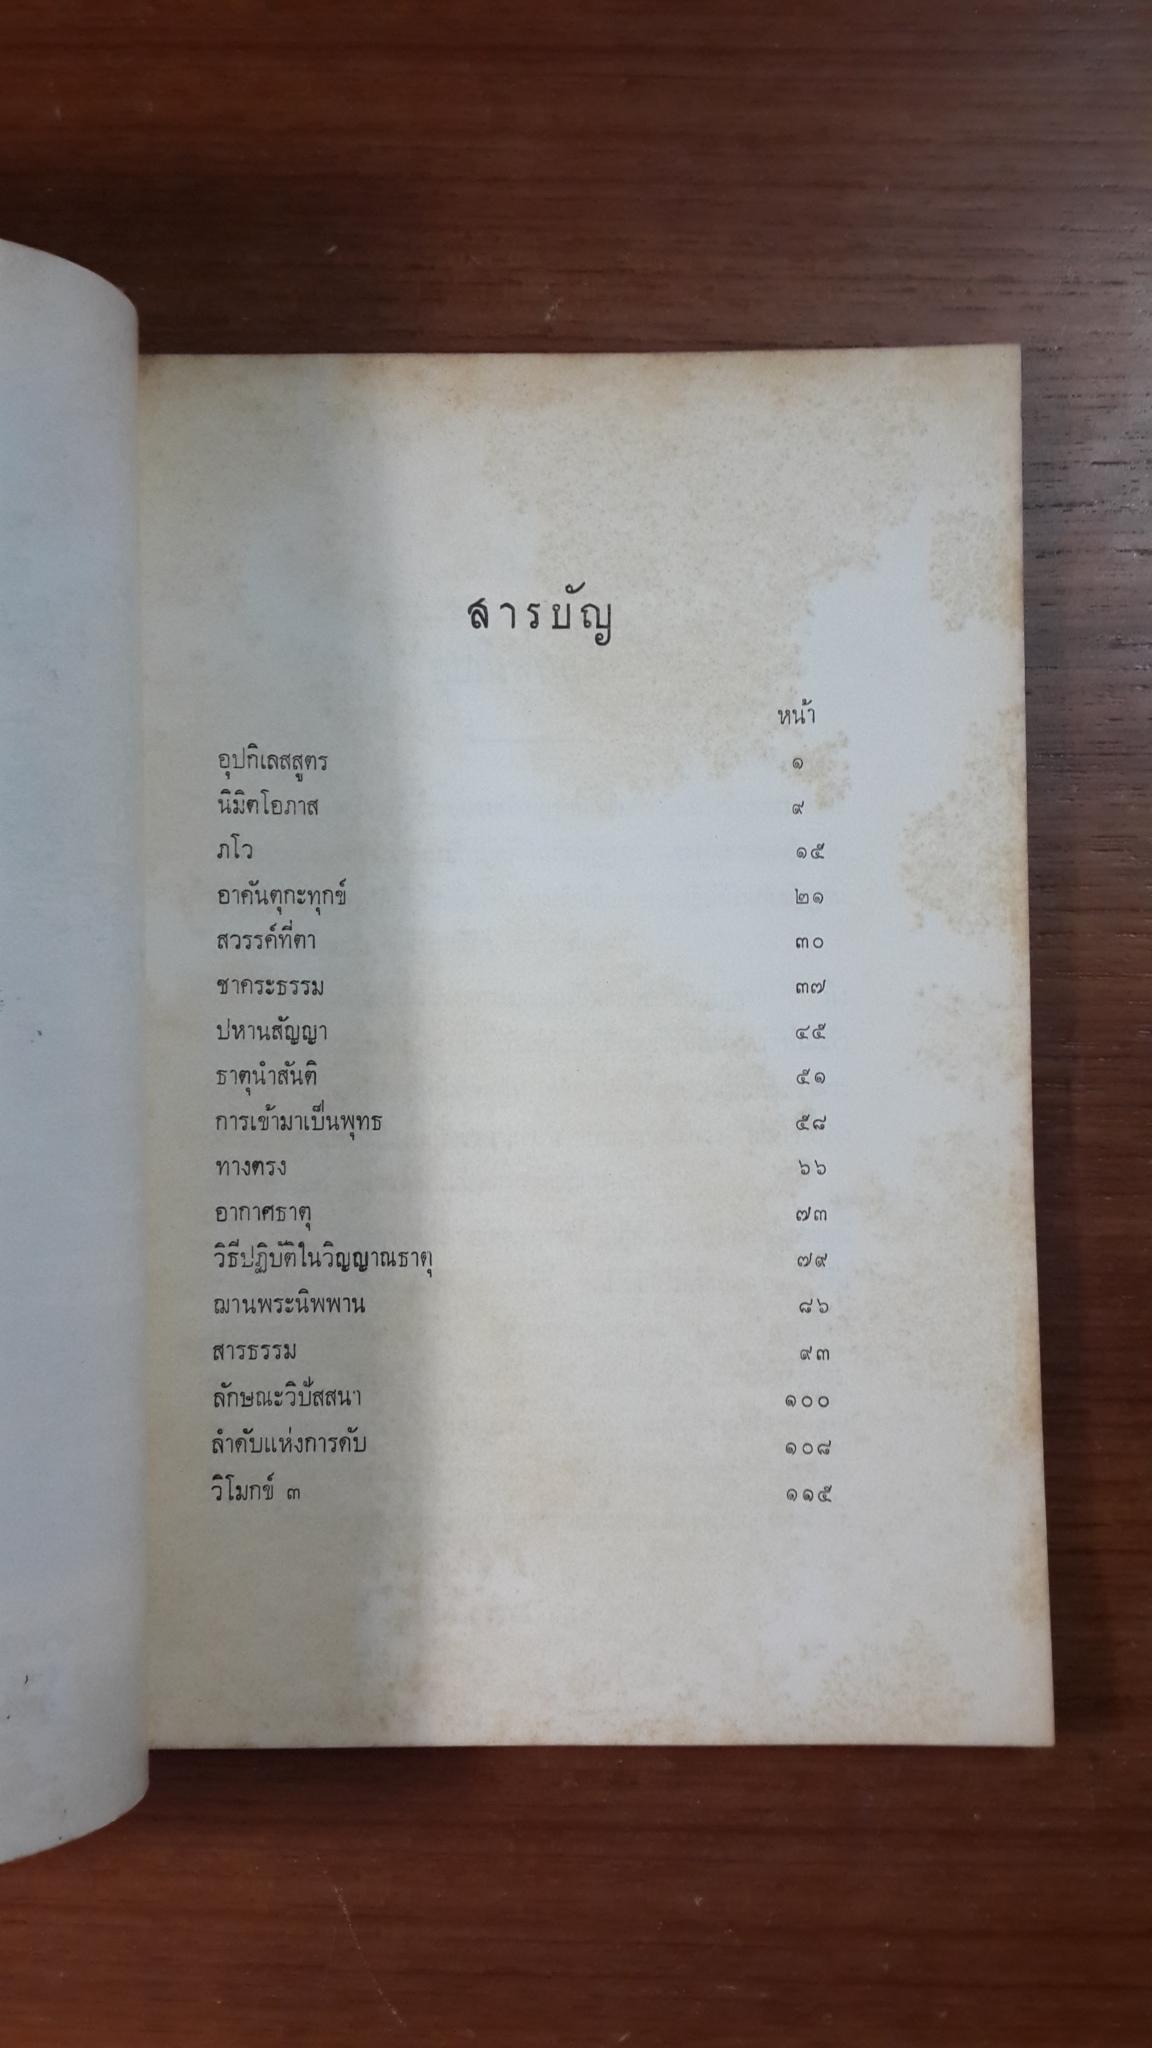 สารบัญ
หน้า
อุปกิเลสสูตร ๑
นิมิตโอภาส ๙
ภโว ๑๕
อาคันตุกะทุกข์ ๒๑
สวรรค์ที่ตา ๓๐
ชาคระธรรม ๓๗
ปหานสัญญา ๔๕
ธาตุนำสันติ ๕๑
การเข้ามาเป็นพุทธ ๕๘
ทางตรง ๖๖
อากาศธาตุ ๗๓
วิธีปฏิบัติในวิญญาณธาตุ ๗๙
ฌานพระนิพพาน ๘๖
สารธรรม ๙๓
ลักษณะวิปัสสนา ๑๐๐
ลำดับแห่งการดับ ๑๐๘
วิโมกข์ ๓ ๑๑๕